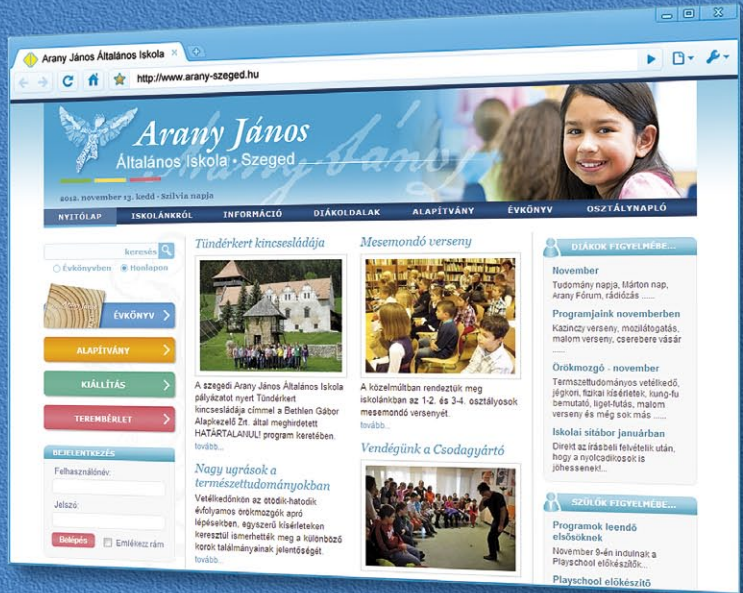 Arany János Általános Iskola
http://www.arany-szeged.hu
Arany János
Általános Iskola • Szeged
2012. november 13. kedd - Szilvia napja
NYITÓLAP
ISKOLÁNKRÓL
INFORMÁCIÓ
DIÁKOLDALAK
ALAPÍTVÁNY
ÉVKÖNYV
OSZTÁLYNAPLÓ
keresés
Évkönyvben
Honlapon
ÉVKÖNYV
ALAPÍTVÁNY
KIÁLLÍTÁS
TEREMBÉRLET
BEJELENTKEZÉS
Felhasználónév:
Jelszó:
Belépés
Emlékezz rám
Tündérkert kincsesládája
A szegedi Arany János Általános Iskola
pályázatot nyert Tündérkert
kincsesládája címmel a Bethlen Gábor
Alapkezelő Zrt. által meghirdetett
HATÁRTALANUL! program keretében.
tovább...
Nagy ugrások a
természettudományokban
Vetélkedőnkön az ötödik-hatodik
évfolyamos örökmozgók apró
lépésekben, egyszerű kísérleteken
keresztül ismerhették meg a különböző
korok találmányainak jelentőségét.
tovább...
Mesemondó verseny
A közelmúltban rendeztük meg
iskolánkban az 1-2. és 3-4. osztályosok
mesemondó versenyét.
tovább...
Vendégünk a Csodagyártó
DIÁKOK FIGYELMÉBE...
November
Tudomány napja, Márton nap,
Arany Fórum, rádiózás ......
Programjaink novemberben
Kazinczy verseny, mozilátogatás,
malom verseny, cserebere vásár
......
Örökmozgó - november
Természettudományos vetélkedő,
jégkori, fizikai kísérletek, kung-fu
bemutató, liget-futás, malom
verseny és még sok más ......
Iskolai sítábor januárban
Direkt az írásbeli felvételik után,
hogy a nyolcadikosok is
jöhessenek!...
SZÜLŐK FIGYELMÉBE...
Programok leendő
elsősöknek
November 9-én indulnak a
Playschool előkészítők...
Playschool előkészítő